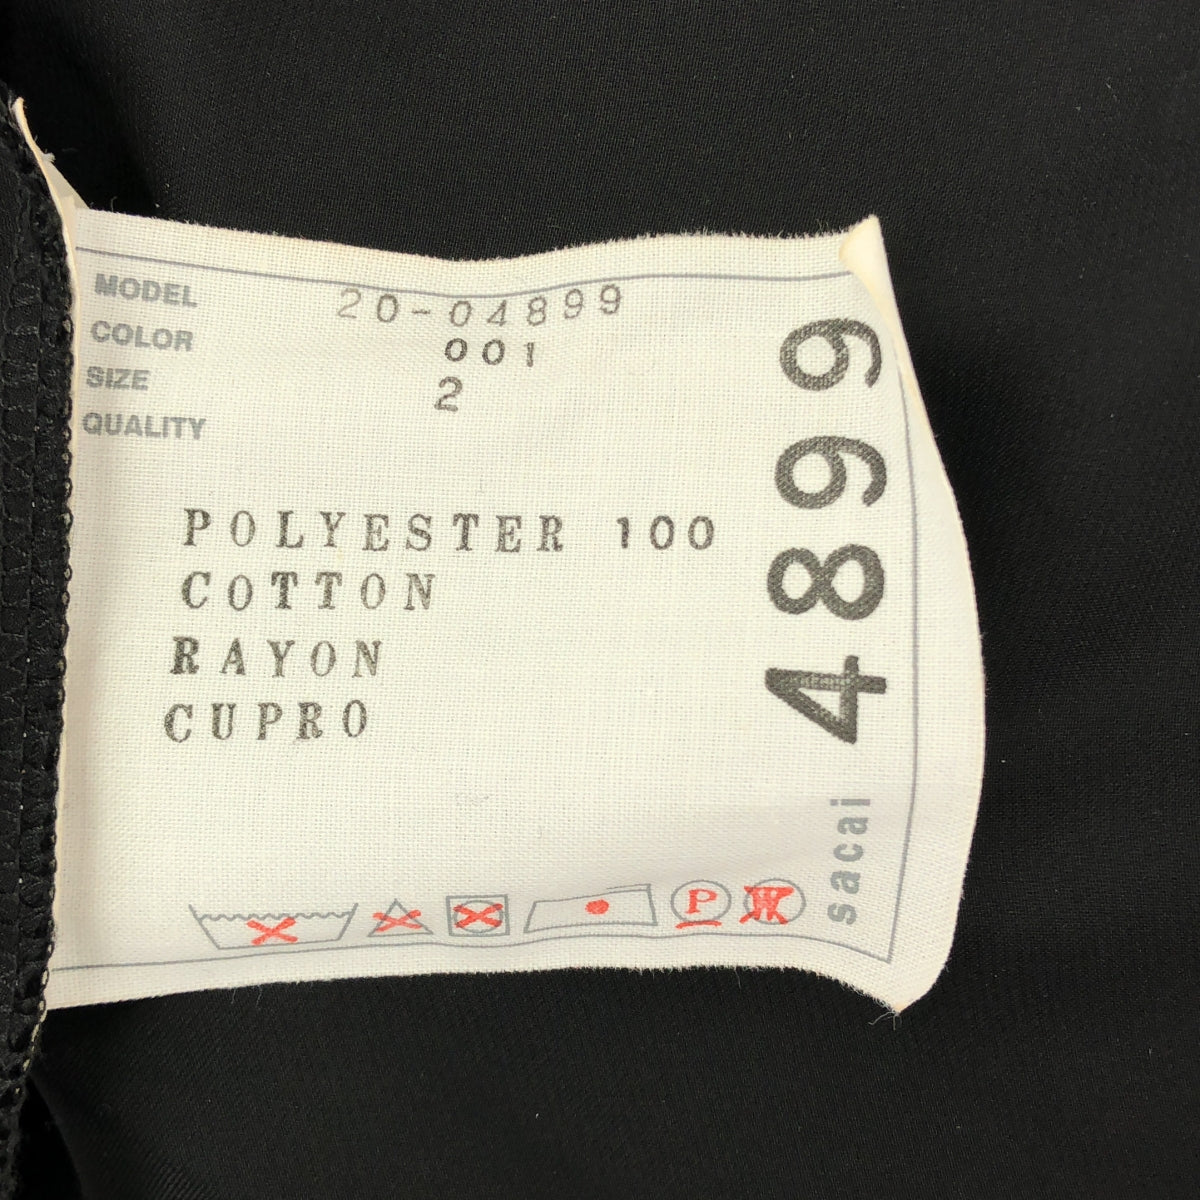 MODEL 20-04899
COLOR 001
SIZE 2
QUALITY
POLYESTER 100
COTTON
RAYON
CUPRO
sacai 4899
P
W